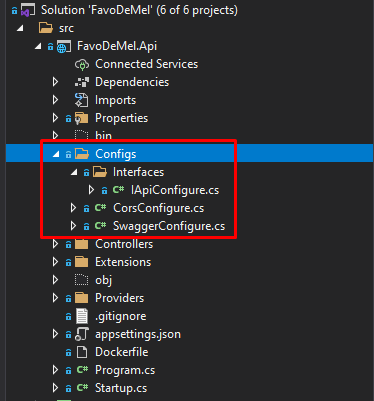 Solution 'FavoDeMel' (6 of 6 projects)
src
FavoDeMel.Api
Connected Services
Dependencies
Imports
Properties
bin
Configs
Interfaces
C# IApiConfigure.cs
C# CorsConfigure.cs
C# SwaggerConfigure.cs
Controllers
Extensions
obj
Providers
.gitignore
appsettings.json
Dockerfile
C# Program.cs
C# Startup.cs